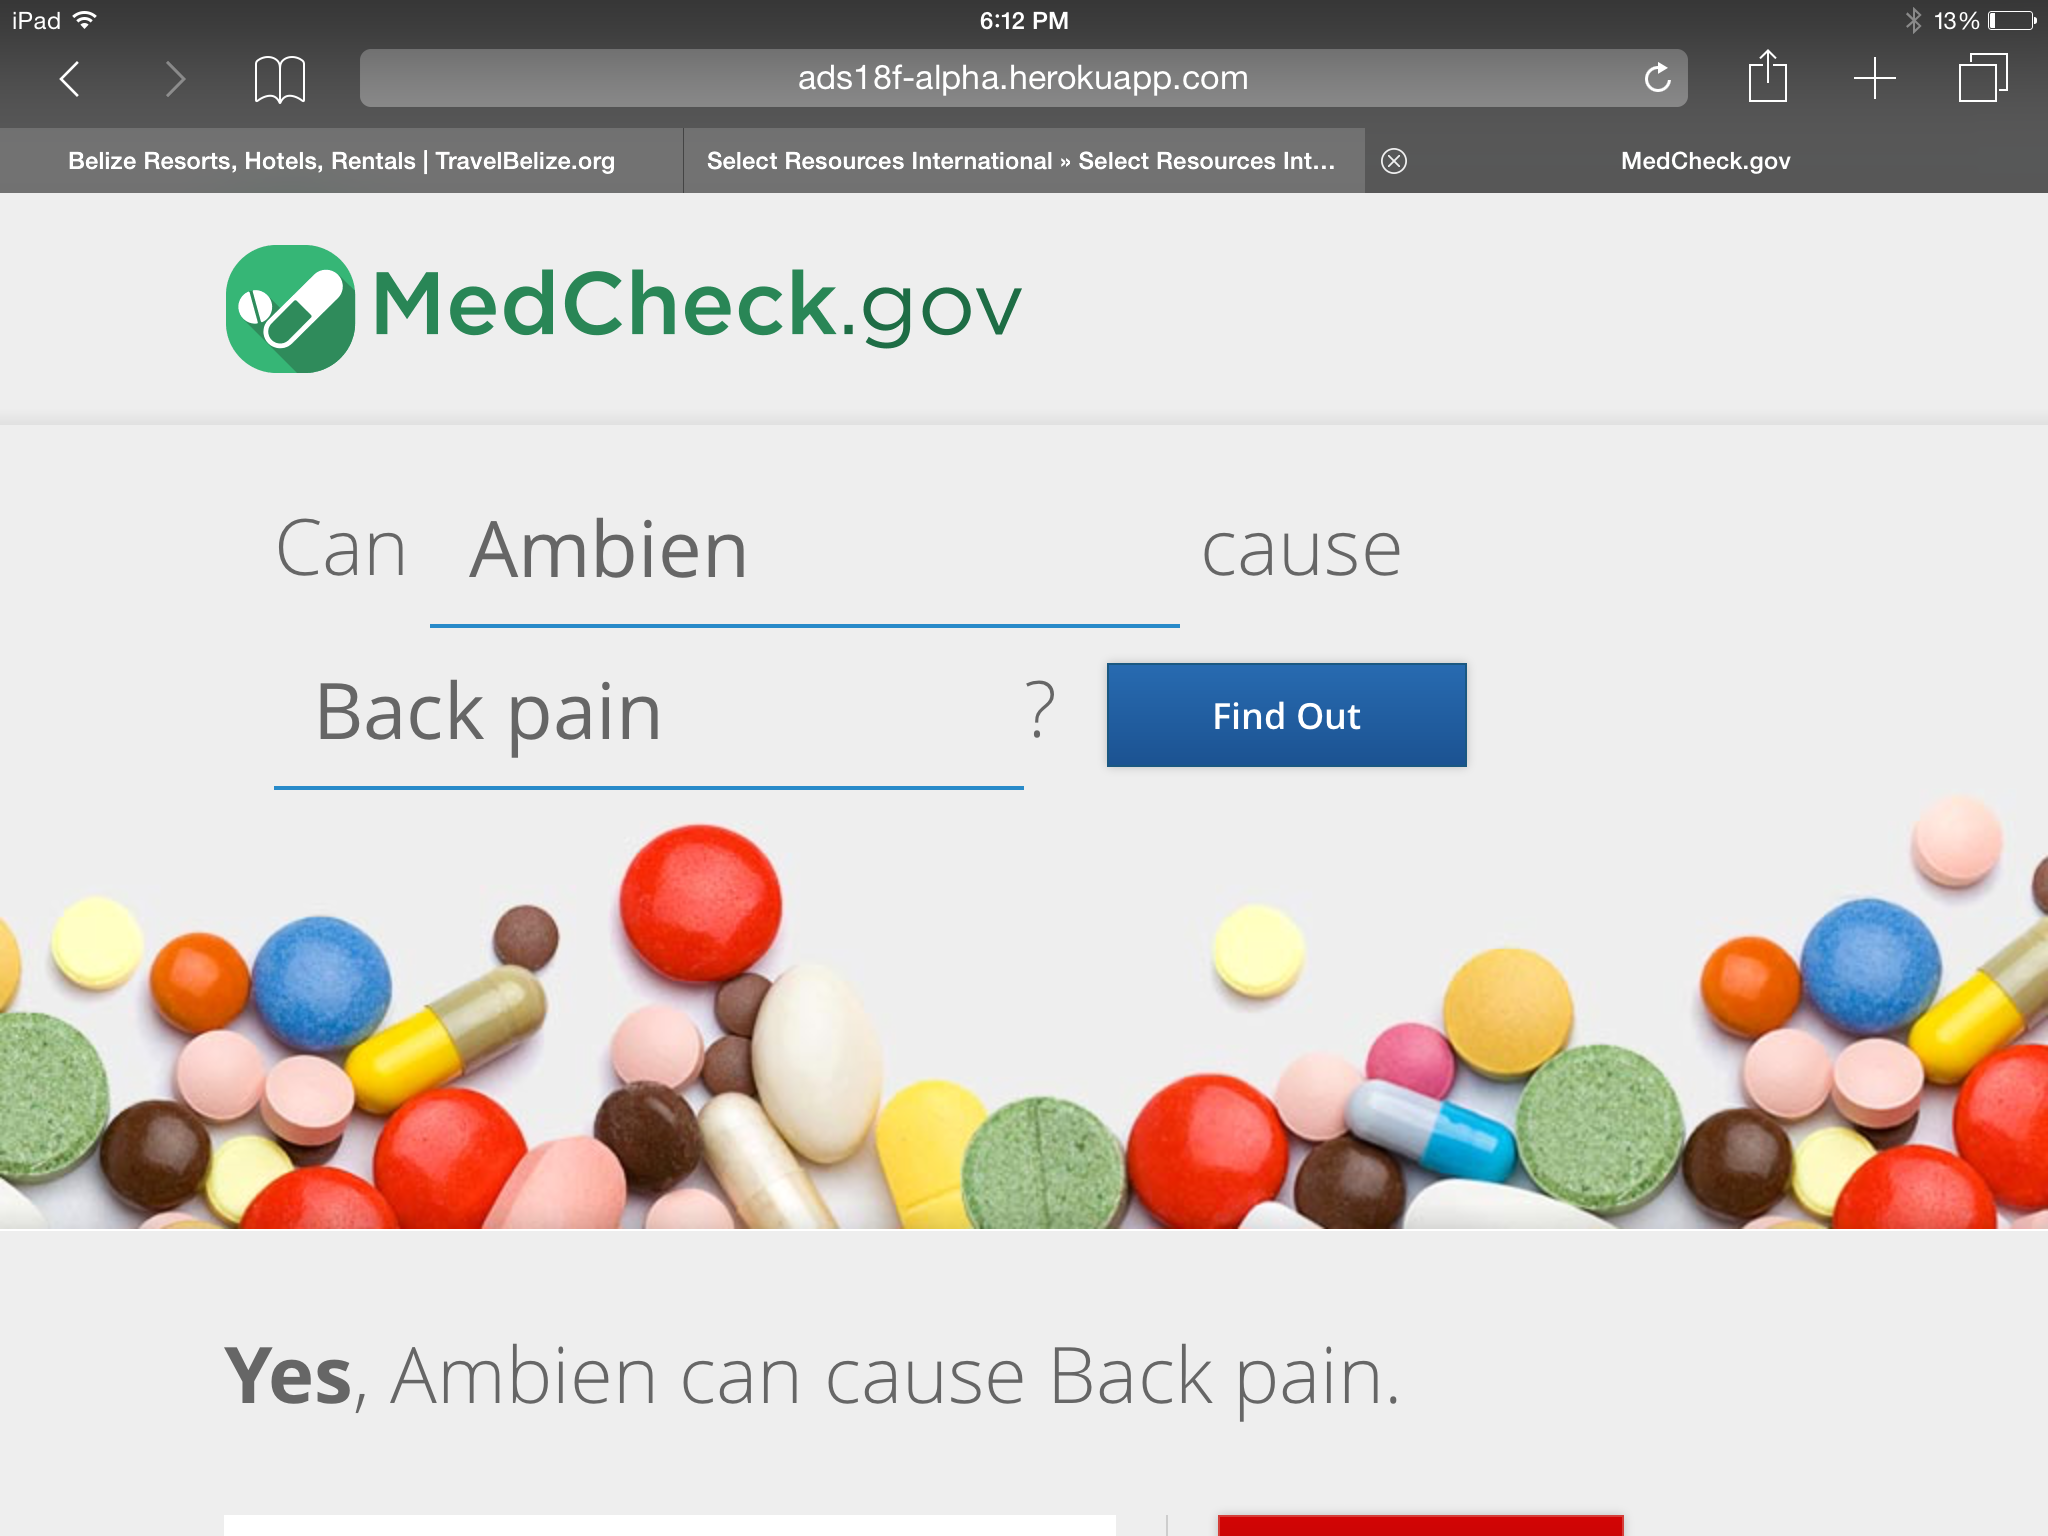 iPad 6:12 PM 13%
ads18f-alpha.herokuapp.com
Belize Resorts, Hotels, Rentals | TravelBelize.org Select Resources International » Select Resources Int... MedCheck.gov
MedCheck.gov
Can Ambien cause
Back pain ? Find Out
Yes, Ambien can cause Back pain.